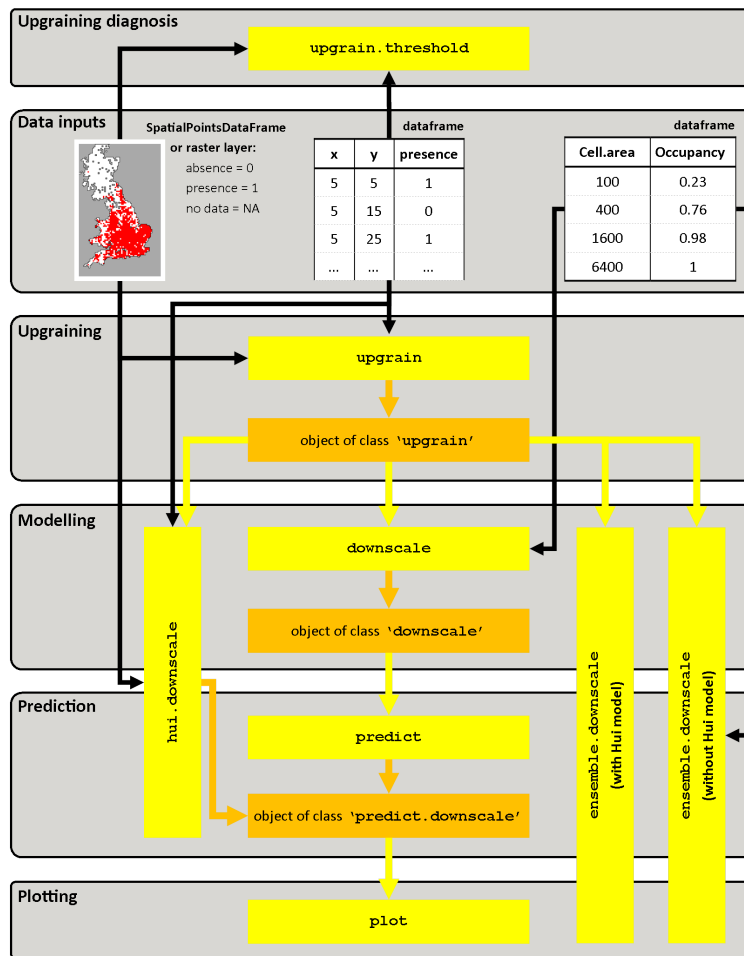 Upgraining diagnosis
upgrain.threshold
Data inputs
SpatialPointsDataFrame
or raster layer:
absence = 0
presence = 1
no data = NA
dataframe
x y presence
5 5 1
5 15 0
5 25 1
... ... ...
dataframe
Cell.area Occupancy
100 0.23
400 0.76
1600 0.98
6400 1
Upgraining
upgrain
object of class ‘upgrain’
Modelling
downscale
object of class ‘downscale’
hui.downscale
ensemble.downscale
(with Hui model)
ensemble.downscale
(without Hui model)
Prediction
predict
object of class ‘predict.downscale’
Plotting
plot